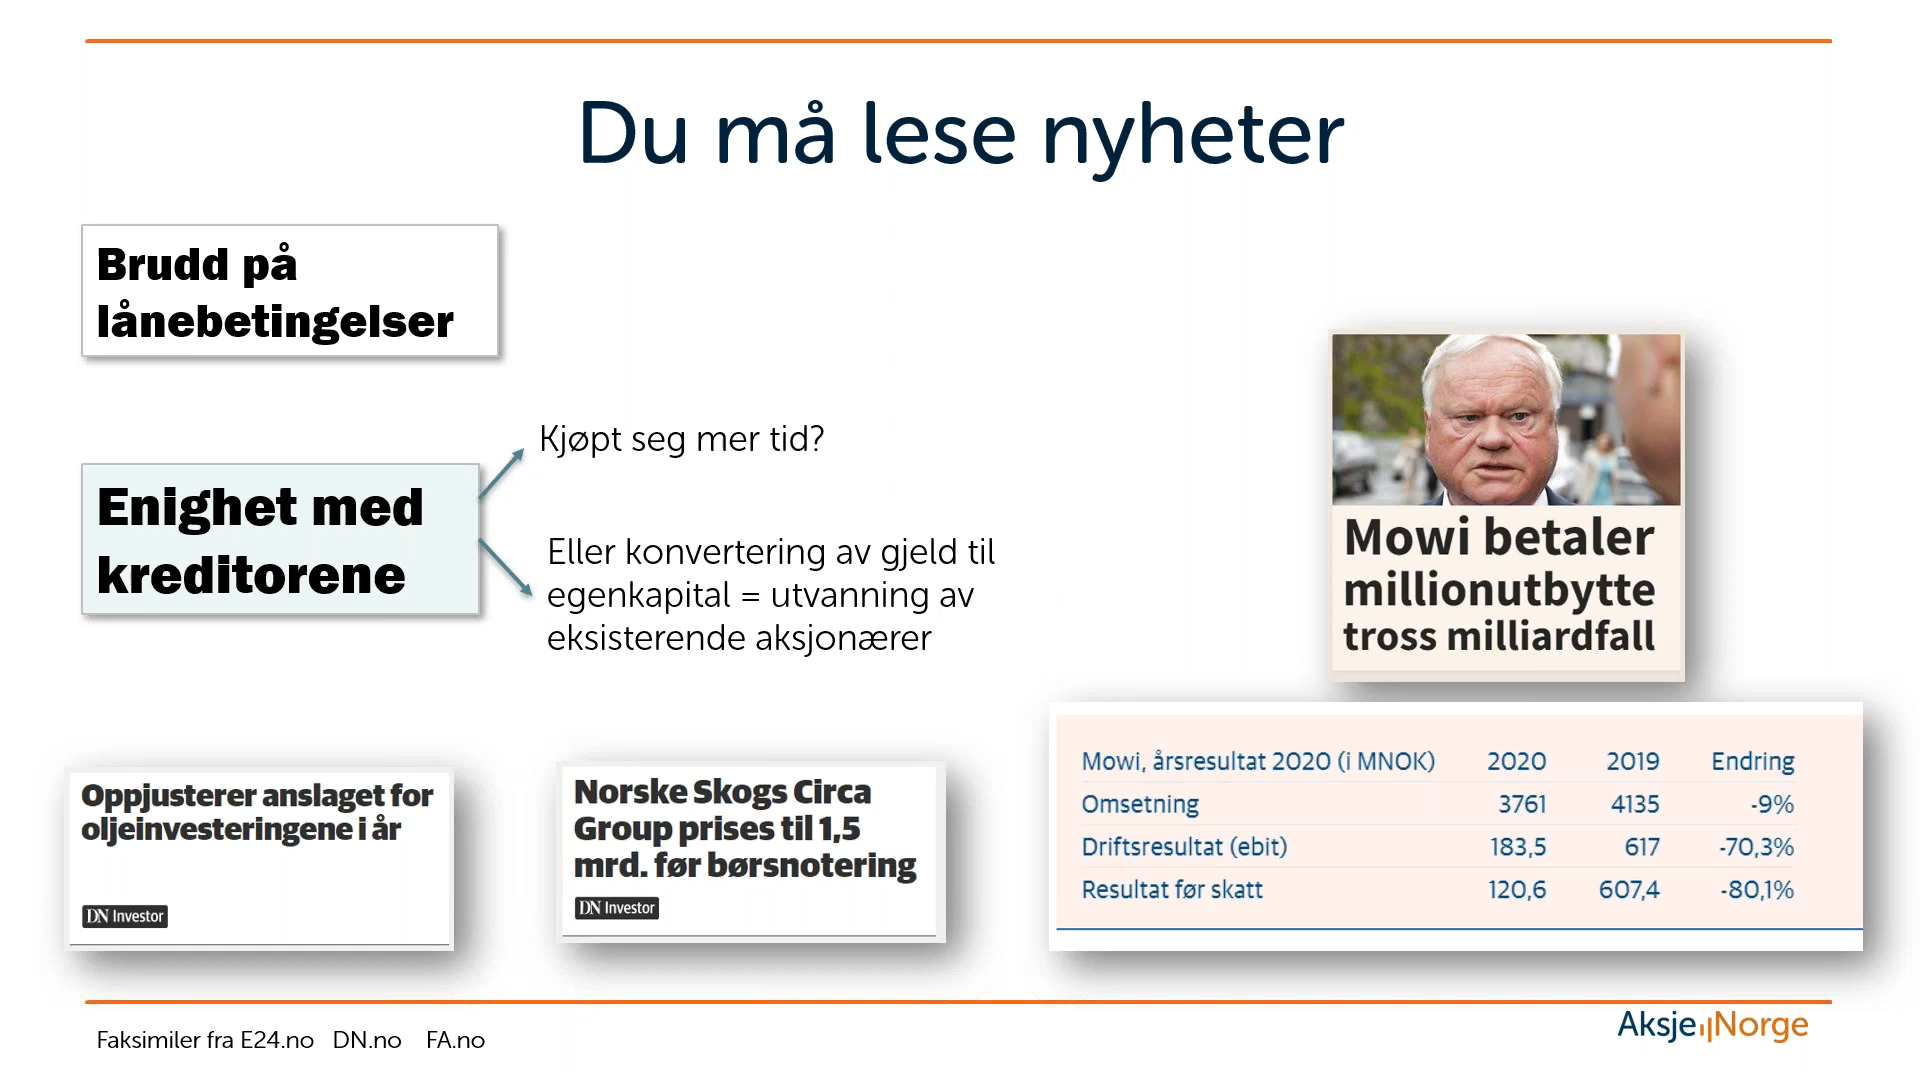 Du må lese nyheter
Brudd på
lånebetingelser
Kjøpt seg mer tid?
Enighet med
kreditorene
Eller konvertering av gjeld til
egenkapital = utvanning av
eksisterende aksjonærer
Mowi betaler
millionutbytte
tross milliardfall
Oppjusterer anslaget for
oljeinvesteringene i år
DN Investor
Norske Skogs Circa
Group prises til 1,5
mrd. før børsnotering
DN Investor
Mowi, årsresultat 2020 (i MNOK) 2020 2019 Endring
Omsetning 3761 4135 -9%
Driftsresultat (ebit) 183,5 617 -70,3%
Resultat før skatt 120,6 607,4 -80,1%
Faksimiler fra E24.no DN.no FA.no
AksjeNorge